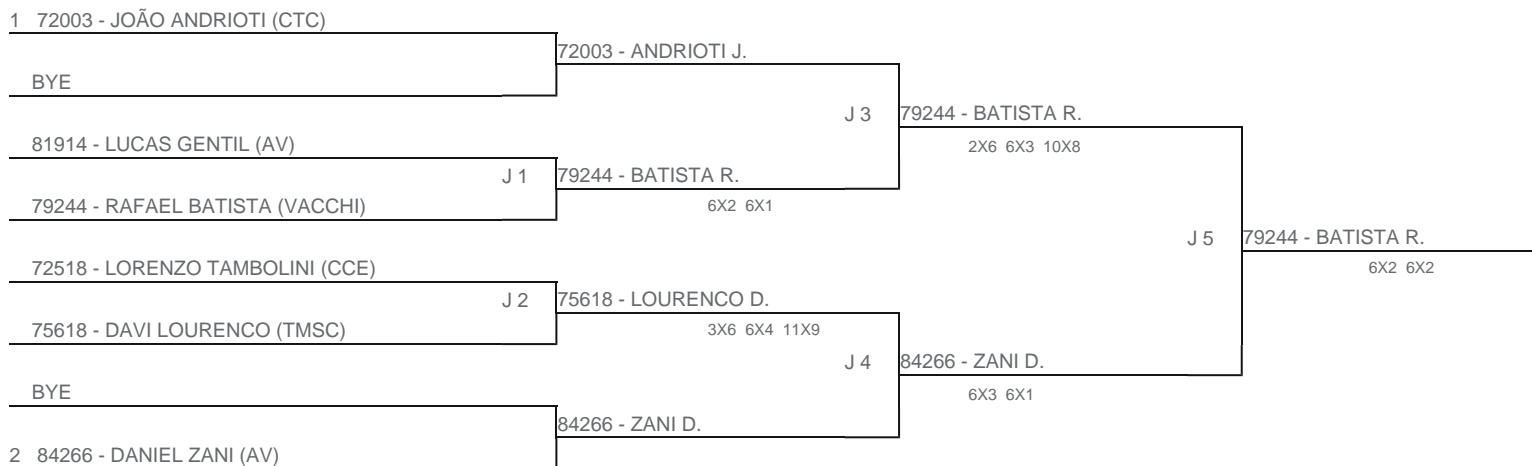 1 72003 - JOÃO ANDRIOTI (CTC)
72003 - ANDRIOTI J.
BYE
J 3 79244 - BATISTA R.
2X6 6X3 10X8
81914 - LUCAS GENTIL (AV)
J 1 79244 - BATISTA R.
6X2 6X1
79244 - RAFAEL BATISTA (VACCHI)
J 5 79244 - BATISTA R.
6X2 6X2
72518 - LORENZO TAMBOLINI (CCE)
J 2 75618 - LOURENCO D.
3X6 6X4 11X9
75618 - DAVI LOURENCO (TMSC)
J 4 84266 - ZANI D.
6X3 6X1
BYE
84266 - ZANI D.
2 84266 - DANIEL ZANI (AV)